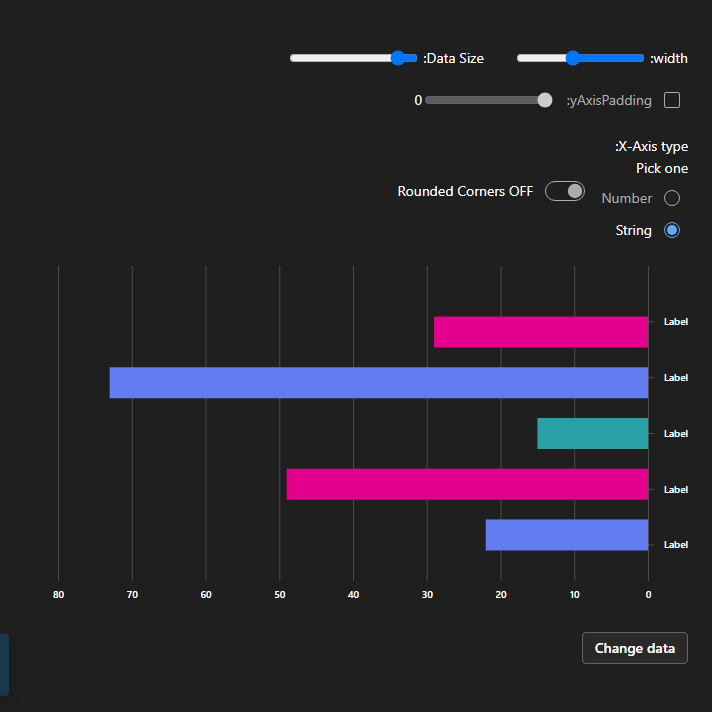 :width
:Data Size
:yAxisPadding
0
:X-Axis type
Pick one
Number
Rounded Corners OFF
String
Label
Label
Label
Label
Label
80 70 60 50 40 30 20 10 0
Change data